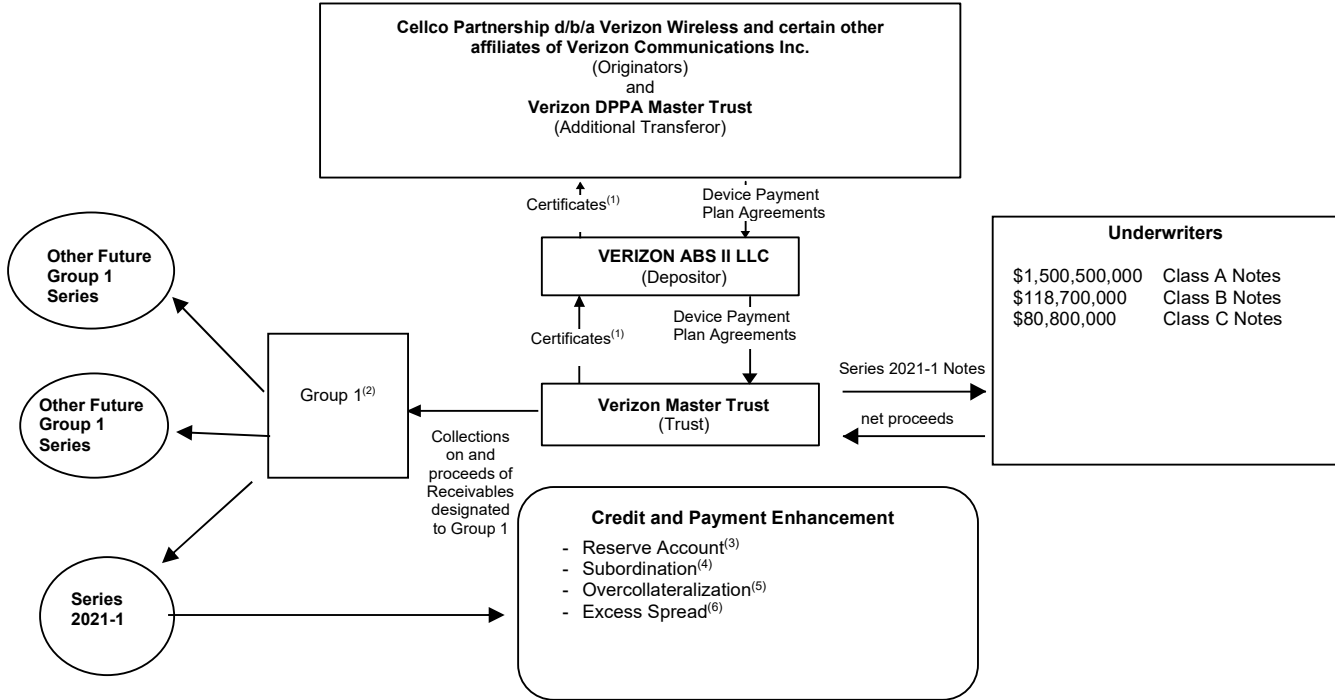 Cellco Partnership d/b/a Verizon Wireless and certain other
affiliates of Verizon Communications Inc.
(Originators)
and
Verizon DPPA Master Trust
(Additional Transferor)
Certificates(1)
Device Payment
Plan Agreements
VERIZON ABS II LLC
(Depositor)
Certificates(1)
Device Payment
Plan Agreements
Other Future
Group 1
Series
Other Future
Group 1
Series
Group 1(2)
Collections
on and
proceeds of
Receivables
designated
to Group 1
Verizon Master Trust
(Trust)
Series 2021-1 Notes
net proceeds
Underwriters
$1,500,500,000 Class A Notes
$118,700,000 Class B Notes
$80,800,000 Class C Notes
Series
2021-1
Credit and Payment Enhancement
- Reserve Account(3)
- Subordination(4)
- Overcollateralization(5)
- Excess Spread(6)